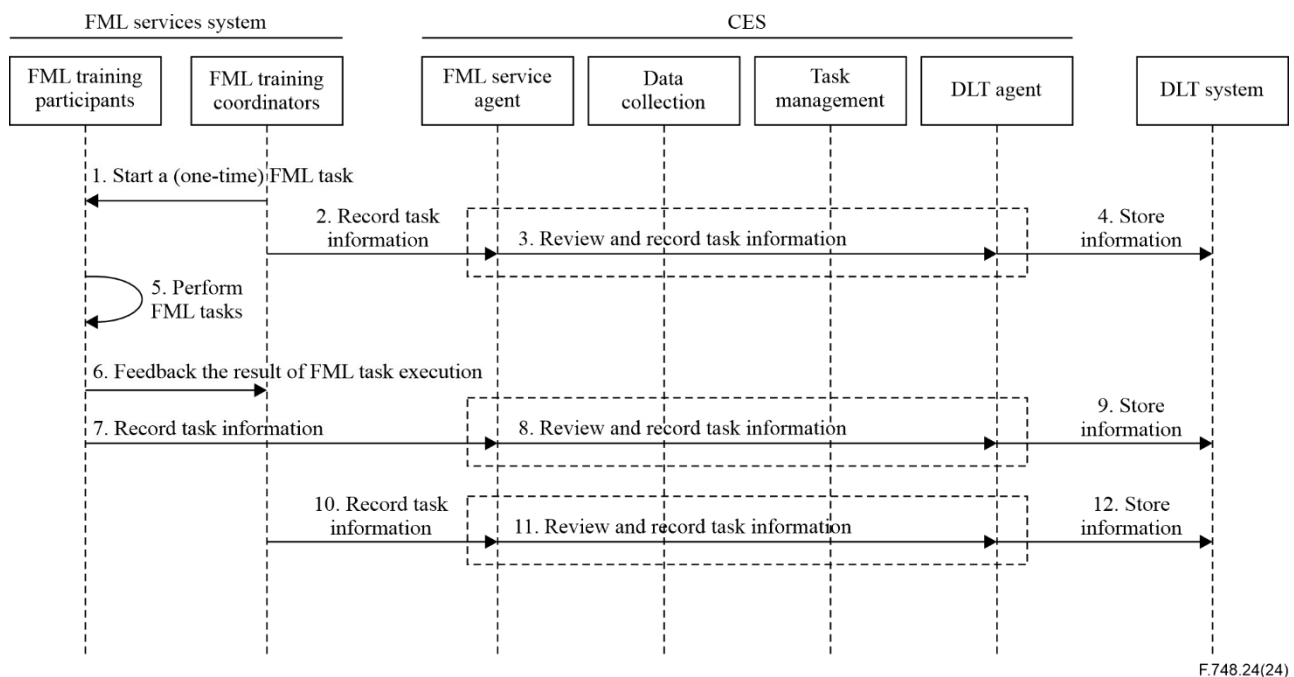 FML services system
CES
FML training
participants
FML training
coordinators
FML service
agent
Data
collection
Task
management
DLT agent
DLT system
1. Start a (one-time) FML task
2. Record task
information
3. Review and record task information
4. Store
information
5. Perform
FML tasks
6. Feedback the result of FML task execution
7. Record task information
8. Review and record task information
9. Store
information
10. Record task
information
11. Review and record task information
12. Store
information
F.748.24(24)